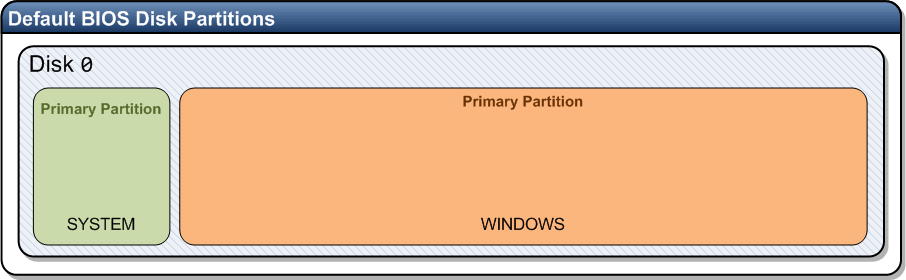 Default BIOS Disk Partitions
Disk 0
Primary Partition
Primary Partition
SYSTEM
WINDOWS